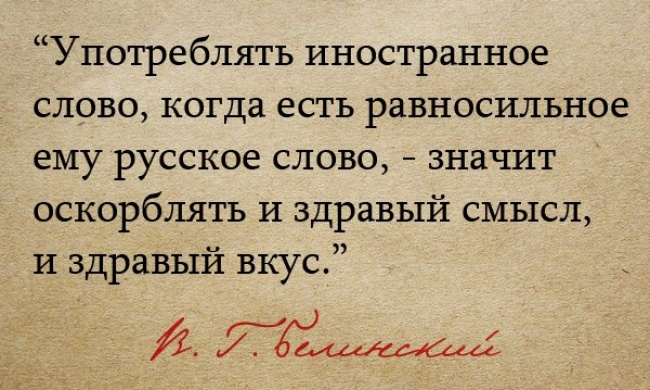 “Употреблять иностранное
слово, когда есть равносильное
ему русское слово, - значит
оскорблять и здравый смысл,
и здравый вкус.”
В. Г. Белинский